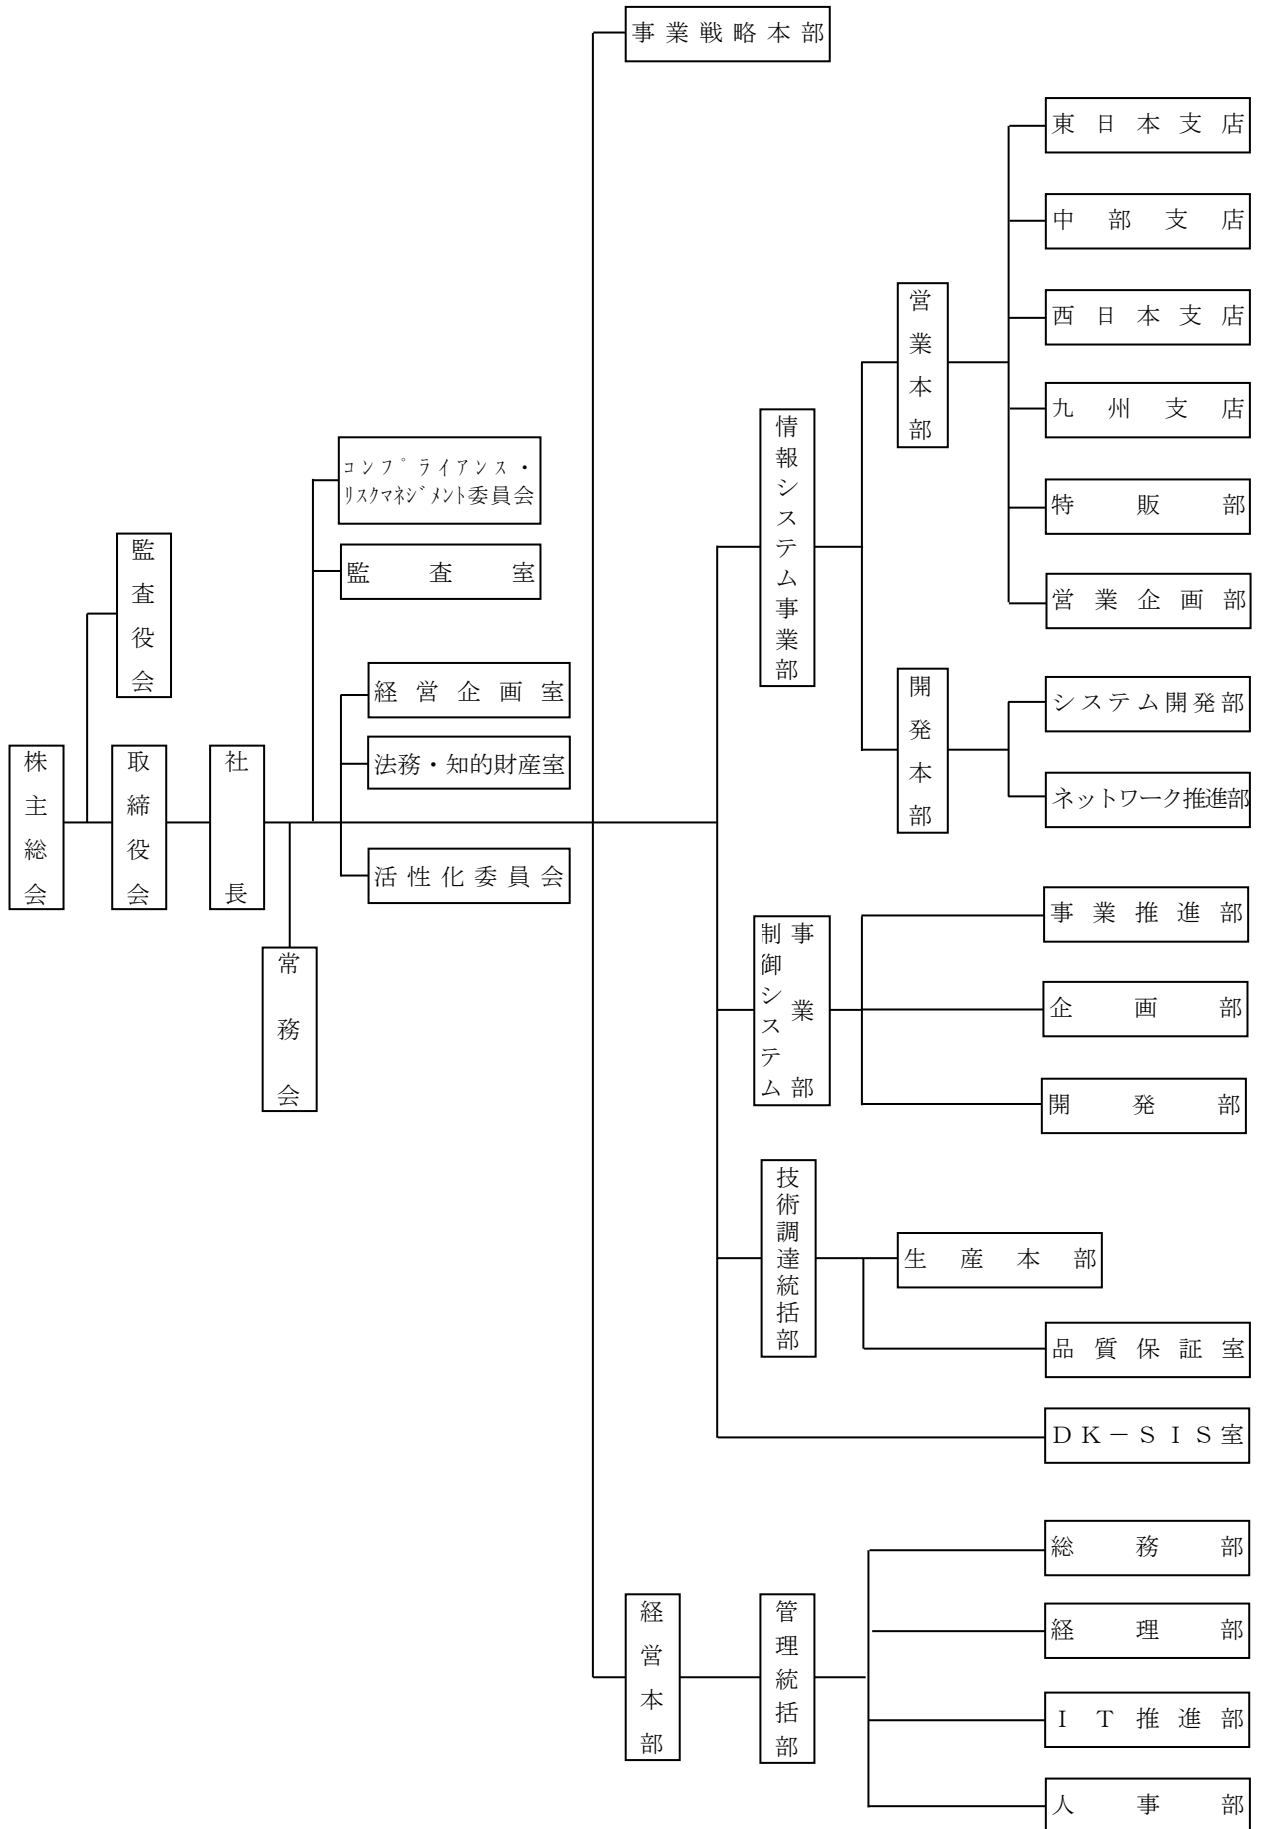 事業戦略本部
東日本支店
中部支店
西日本支店
九州支店
特販部
営業企画部
営業本部
情報システム事業部
開発本部
システム開発部
ネットワーク推進部
コンプライアンス・
リスクマネジメント委員会
監査室
監査役会
経営企画室
法務・知的財産室
活性化委員会
株主総会
取締役会
社長
常務会
制御システム
事業部
事業推進部
企画部
開発部
技術調達統括部
生産本部
品質保証室
DK－SIS室
経営本部
管理統括部
総務部
経理部
IT推進部
人事部